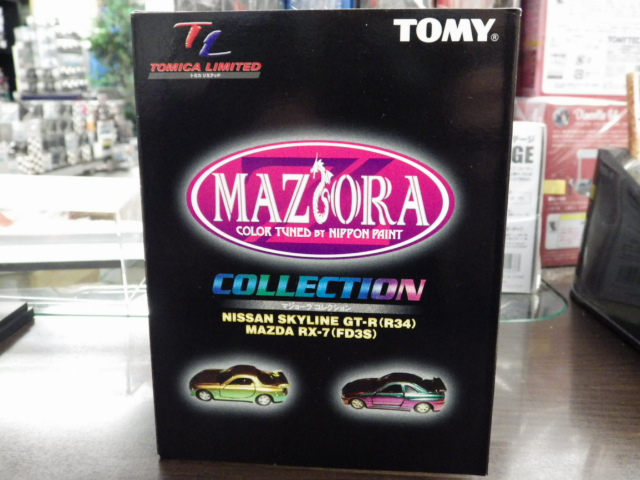 TL
TOMICA LIMITED
トミカ リミテッド
TOMY®
MAZIORA
COLOR TUNED BY NIPPON PAINT
COLLECTION
マジョーラ コレクション
NISSAN SKYLINE GT-R(R34)
MAZDA RX-7(FD3S)